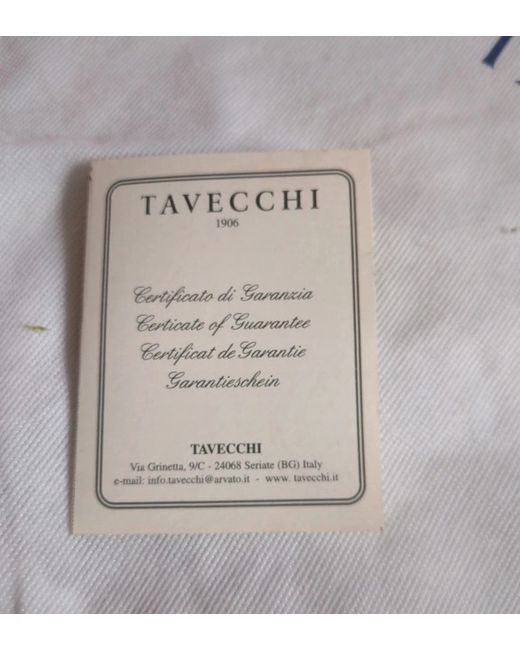 TAVECCHI
1906
Certificato di Garanzia
Certicate of Guarantee
Certificat de Garantie
Garantieschein
TAVECCHI
Via Grinetta, 9/C - 24068 Seriate (BG) Italy
e-mail: info.tavecchi@arvato.it - www. tavecchi.it